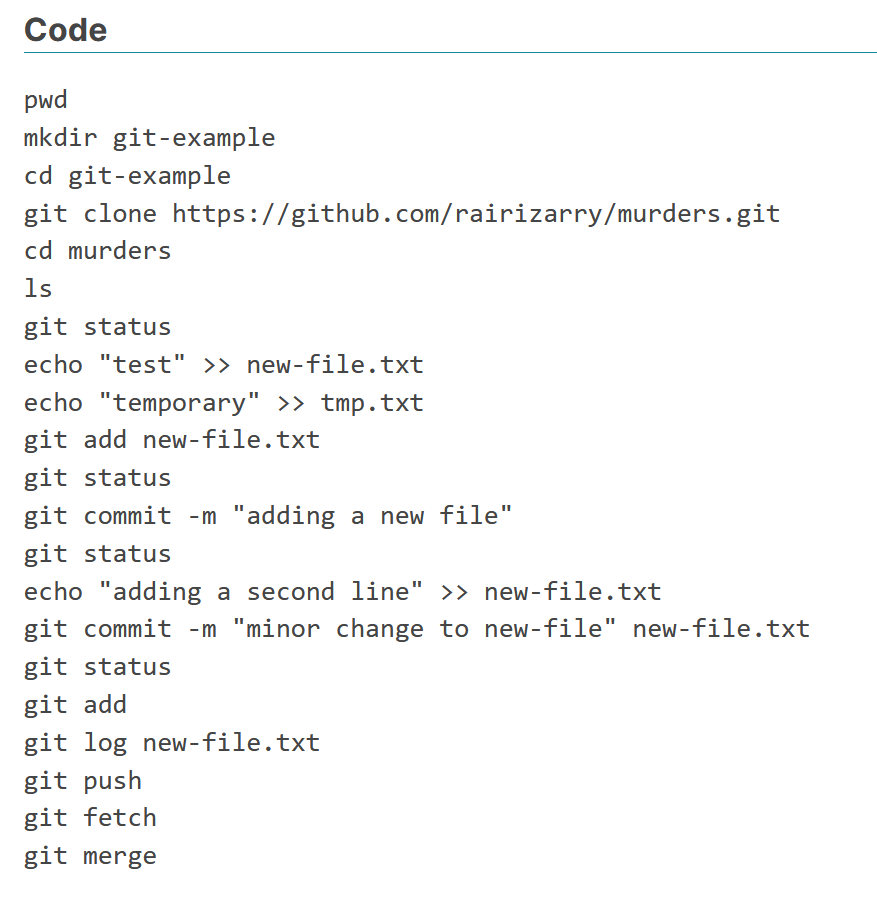 Code
pwd
mkdir git-example
cd git-example
git clone https://github.com/rairizarry/murders.git
cd murders
ls
git status
echo "test" >> new-file.txt
echo "temporary" >> tmp.txt
git add new-file.txt
git status
git commit -m "adding a new file"
git status
echo "adding a second line" >> new-file.txt
git commit -m "minor change to new-file" new-file.txt
git status
git add
git log new-file.txt
git push
git fetch
git merge